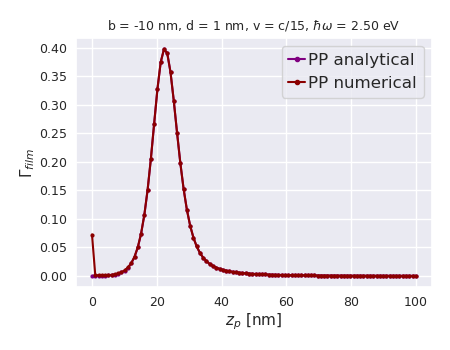 b = -10 nm, d = 1 nm, v = c/15, ℏω = 2.50 eV
PP analytical
PP numerical
0.40
0.35
0.30
0.25
0.20
0.15
0.10
0.05
0.00
Γfilm
0 20 40 60 80 100
zp [nm]